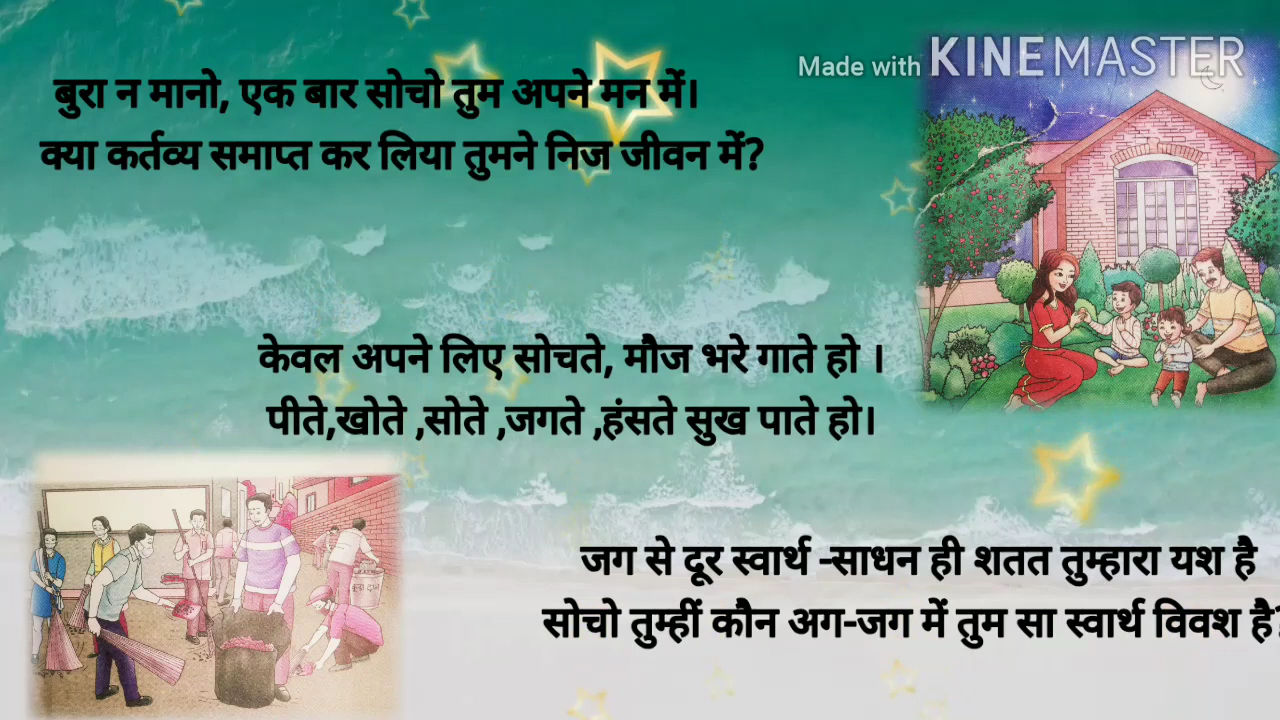 Made with KINEMASTER
बुरा न मानो, एक बार सोचो तुम अपने मन में।
क्या कर्तव्य समाप्त कर लिया तुमने निज जीवन में?
केवल अपने लिए सोचते, मौज भरे गाते हो ।
पीते,खोते ,सोते ,जगते ,हंसते सुख पाते हो।
जग से दूर स्वार्थ -साधन ही शतत तुम्हारा यश है
सोचो तुम्हीं कौन अग-जग में तुम सा स्वार्थ विवश है?